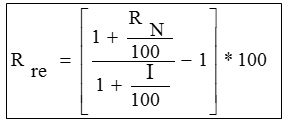 R re = [ (1 + R N / 100) / (1 + I / 100) − 1 ] * 100